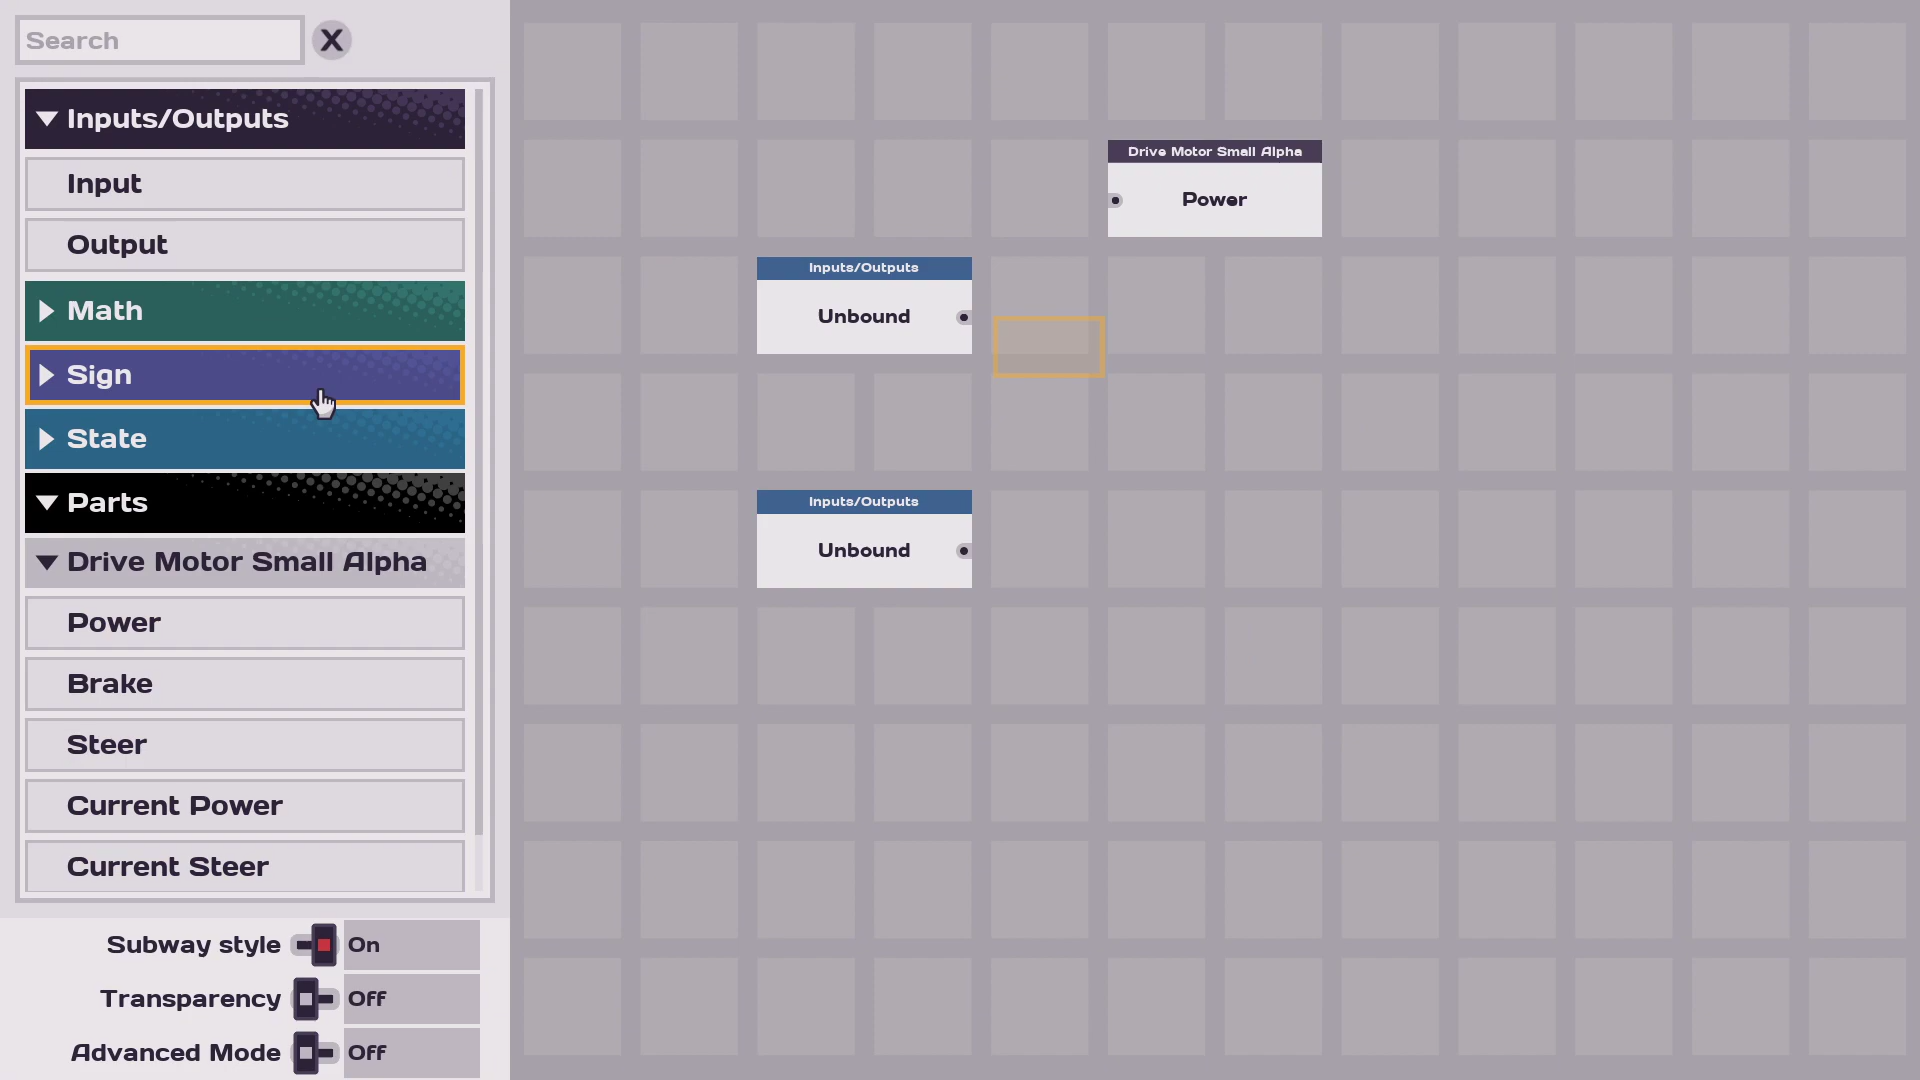 Search
X
Inputs/Outputs
Input
Output
Math
Sign
State
Parts
Drive Motor Small Alpha
Power
Brake
Steer
Current Power
Current Steer
Subway style On
Transparency Off
Advanced Mode Off
Drive Motor Small Alpha
Power
Inputs/Outputs
Unbound
Inputs/Outputs
Unbound